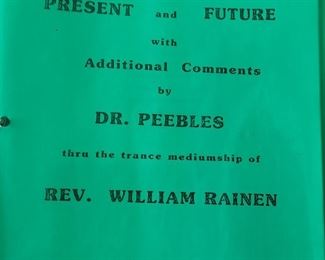 PRESENT and FUTURE
with
Additional Comments
by
DR. PEEBLES
thru the trance mediumship of
REV. WILLIAM RAINEN